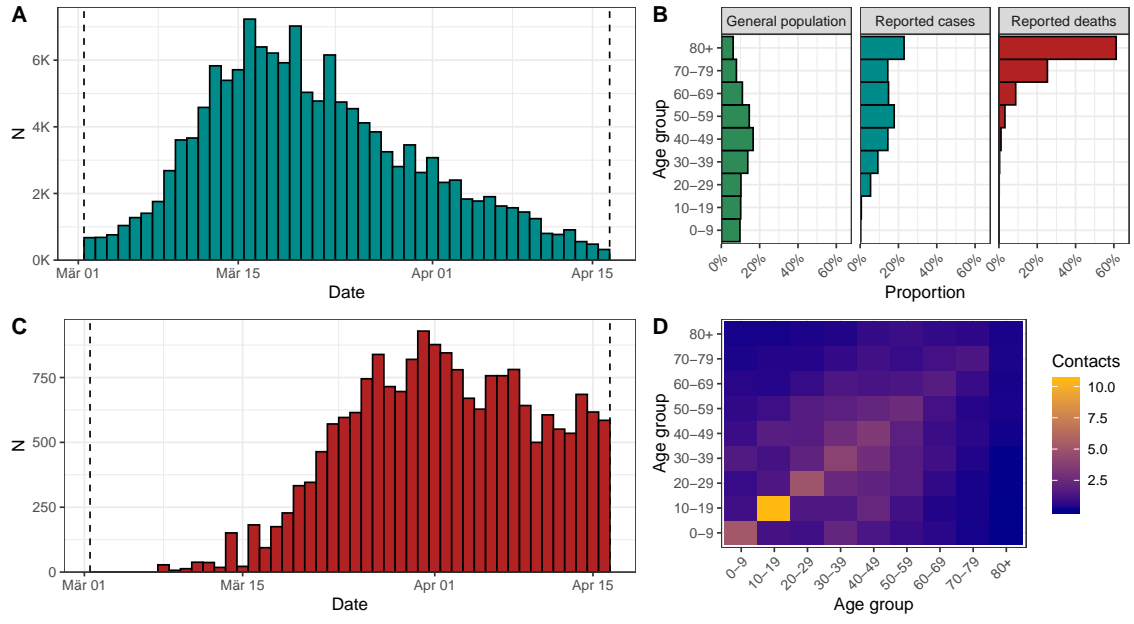 A
N
6K
4K
2K
0K
Mär 01
Mär 15
Apr 01
Apr 15
Date
B
General population
Reported cases
Reported deaths
Age group
80+
70−79
60−69
50−59
40−49
30−39
20−29
10−19
0−9
0%
20%
40%
60%
0%
20%
40%
60%
0%
20%
40%
60%
Proportion
C
N
750
500
250
0
Mär 01
Mär 15
Apr 01
Apr 15
Date
D
Age group
80+
70−79
60−69
50−59
40−49
30−39
20−29
10−19
0−9
0−9
10−19
20−29
30−39
40−49
50−59
60−69
70−79
80+
Age group
Contacts
10.0
7.5
5.0
2.5